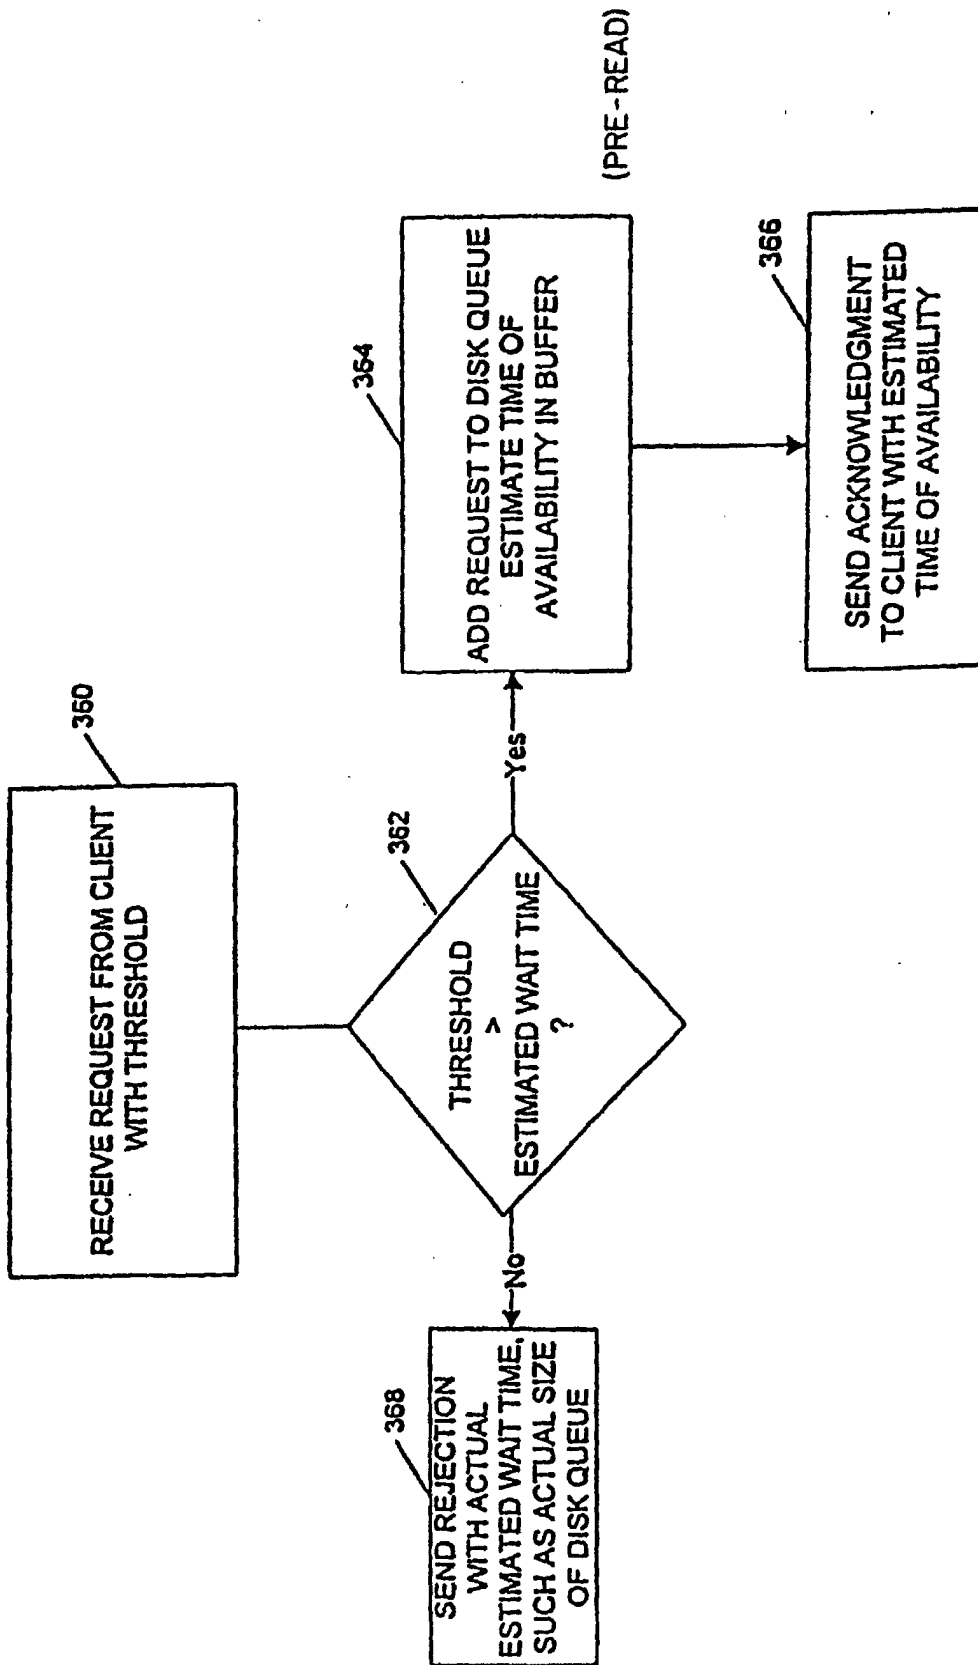 360
RECEIVE REQUEST FROM CLIENT
WITH THRESHOLD
362
THRESHOLD
>
ESTIMATED WAIT TIME
?
No
Yes
368
SEND REJECTION
WITH ACTUAL
ESTIMATED WAIT TIME,
SUCH AS ACTUAL SIZE
OF DISK QUEUE
364
ADD REQUEST TO DISK QUEUE
ESTIMATE TIME OF
AVAILABILITY IN BUFFER
(PRE-READ)
366
SEND ACKNOWLEDGMENT
TO CLIENT WITH ESTIMATED
TIME OF AVAILABILITY